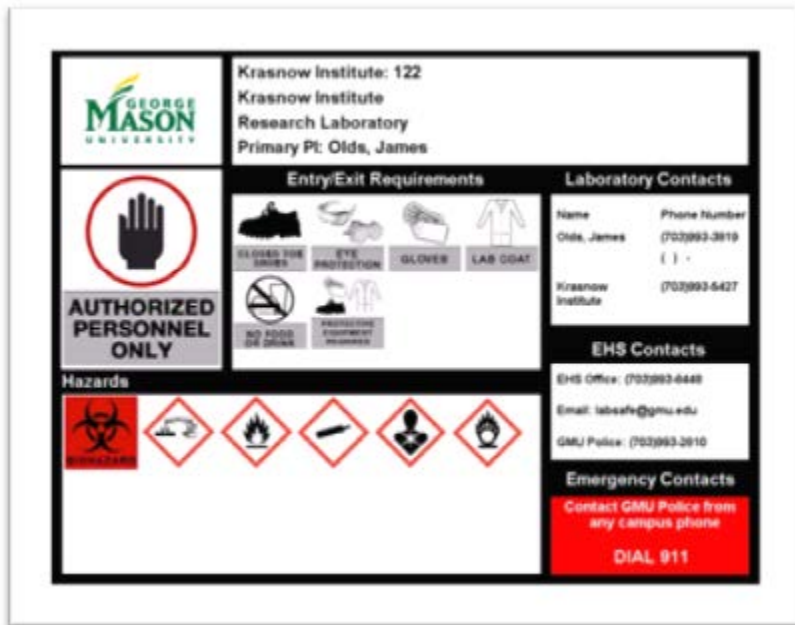 GEORGE
MASON
UNIVERSITY
Krasnow Institute: 122
Krasnow Institute
Research Laboratory
Primary PI: Olds, James
AUTHORIZED
PERSONNEL
ONLY
Entry/Exit Requirements
CLOSED TOE
SHOES
EYE
PROTECTION
GLOVES
LAB COAT
NO FOOD
OR DRINK
PROTECTIVE
EQUIPMENT
REQUIRED
Laboratory Contacts
Name Phone Number
Olds, James (703)993-3919
( ) -
Krasnow
Institute
EHS Contacts
EHS Office: (703)993-8448
Email: labsafe@gmu.edu
GMU Police: (703)993-2810
Emergency Contacts
Contact GMU Police from
any campus phone
DIAL 911
Hazards
BIOHAZARD